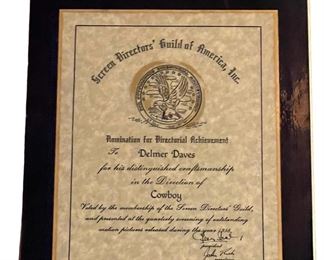 Screen Directors' Guild of America, Inc.
Nomination for Directorial Achievement
To Delmer Daves
for his distinguished craftsmanship
in the Direction of
Cowboy
Voted by the membership of the Screen Directors' Guild,
and presented at the quarterly screening of outstanding
motion pictures released during the year
president